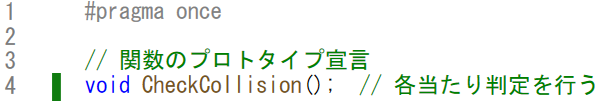 1 #pragma once
2
3 // 関数のプロトタイプ宣言
4 void CheckCollision();  // 各当たり判定を行う